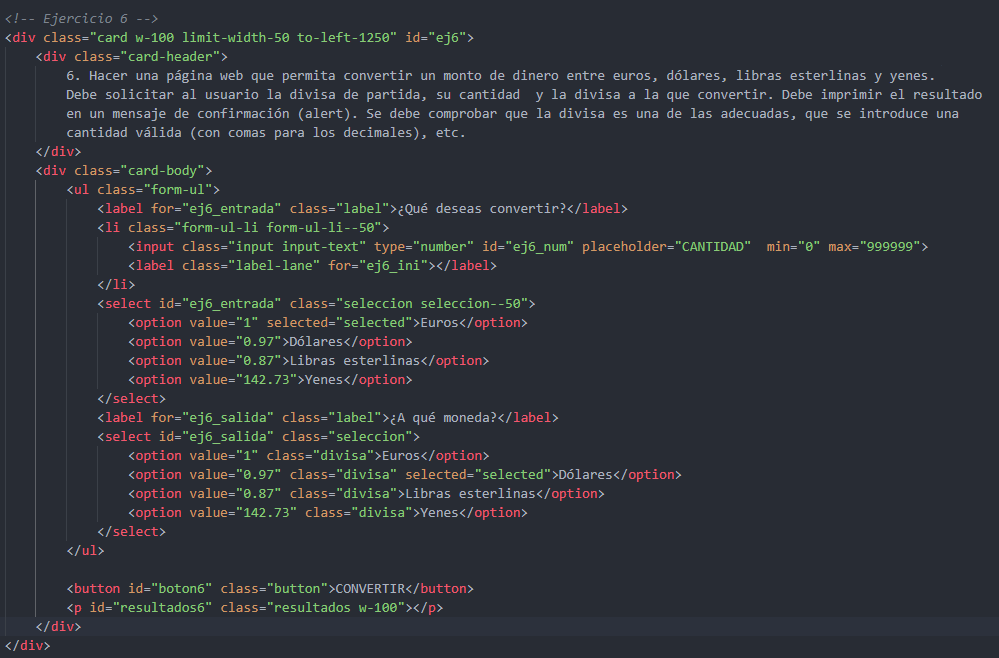 <!-- Ejercicio 6 -->
<div class="card w-100 limit-width-50 to-left-1250" id="ej6">
    <div class="card-header">
        6. Hacer una página web que permita convertir un monto de dinero entre euros, dólares, libras esterlinas y yenes.
        Debe solicitar al usuario la divisa de partida, su cantidad  y la divisa a la que convertir. Debe imprimir el resultado
        en un mensaje de confirmación (alert). Se debe comprobar que la divisa es una de las adecuadas, que se introduce una
        cantidad válida (con comas para los decimales), etc.
    </div>
    <div class="card-body">
        <ul class="form-ul">
            <label for="ej6_entrada" class="label">¿Qué deseas convertir?</label>
            <li class="form-ul-li form-ul-li--50">
                <input class="input input-text" type="number" id="ej6_num" placeholder="CANTIDAD"  min="0" max="999999">
                <label class="label-lane" for="ej6_ini"></label>
            </li>
            <select id="ej6_entrada" class="seleccion seleccion--50">
                <option value="1" selected="selected">Euros</option>
                <option value="0.97">Dólares</option>
                <option value="0.87">Libras esterlinas</option>
                <option value="142.73">Yenes</option>
            </select>
            <label for="ej6_salida" class="label">¿A qué moneda?</label>
            <select id="ej6_salida" class="seleccion">
                <option value="1" class="divisa">Euros</option>
                <option value="0.97" class="divisa" selected="selected">Dólares</option>
                <option value="0.87" class="divisa">Libras esterlinas</option>
                <option value="142.73" class="divisa">Yenes</option>
            </select>
        </ul>

        <button id="boton6" class="button">CONVERTIR</button>
        <p id="resultados6" class="resultados w-100"></p>
    </div>
</div>